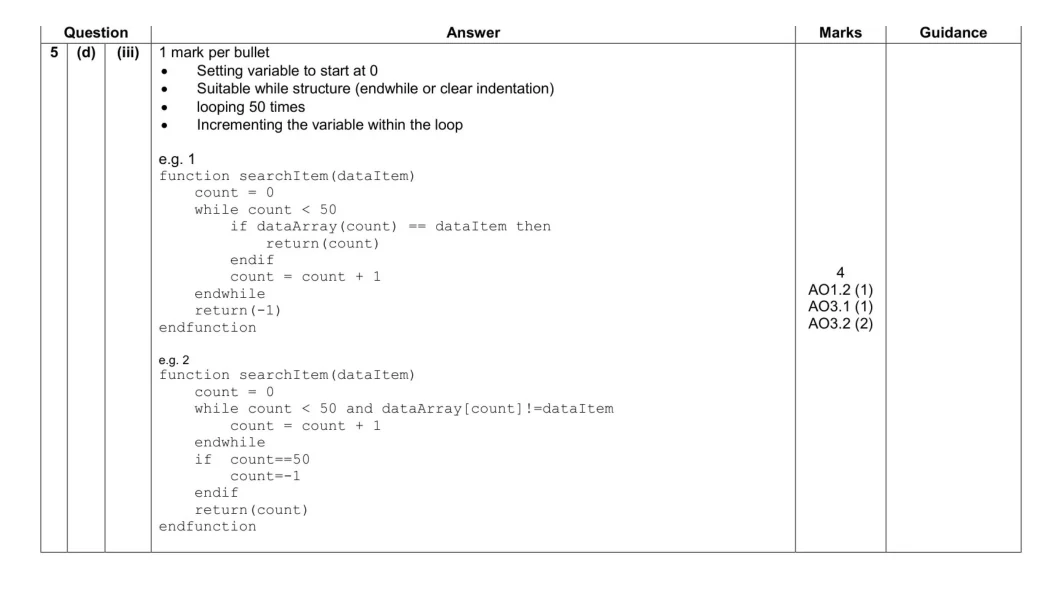 Question Answer Marks Guidance
5 (d) (iii) 1 mark per bullet
• Setting variable to start at 0
• Suitable while structure (endwhile or clear indentation)
• looping 50 times
• Incrementing the variable within the loop
e.g. 1
function searchItem(dataItem)
    count = 0
    while count < 50
        if dataArray(count) == dataItem then
            return(count)
        endif
        count = count + 1
    endwhile
    return(-1)
endfunction
e.g. 2
function searchItem(dataItem)
    count = 0
    while count < 50 and dataArray[count]!=dataItem
        count = count + 1
    endwhile
    if  count==50
        count=-1
    endif
    return(count)
endfunction
4
AO1.2 (1)
AO3.1 (1)
AO3.2 (2)